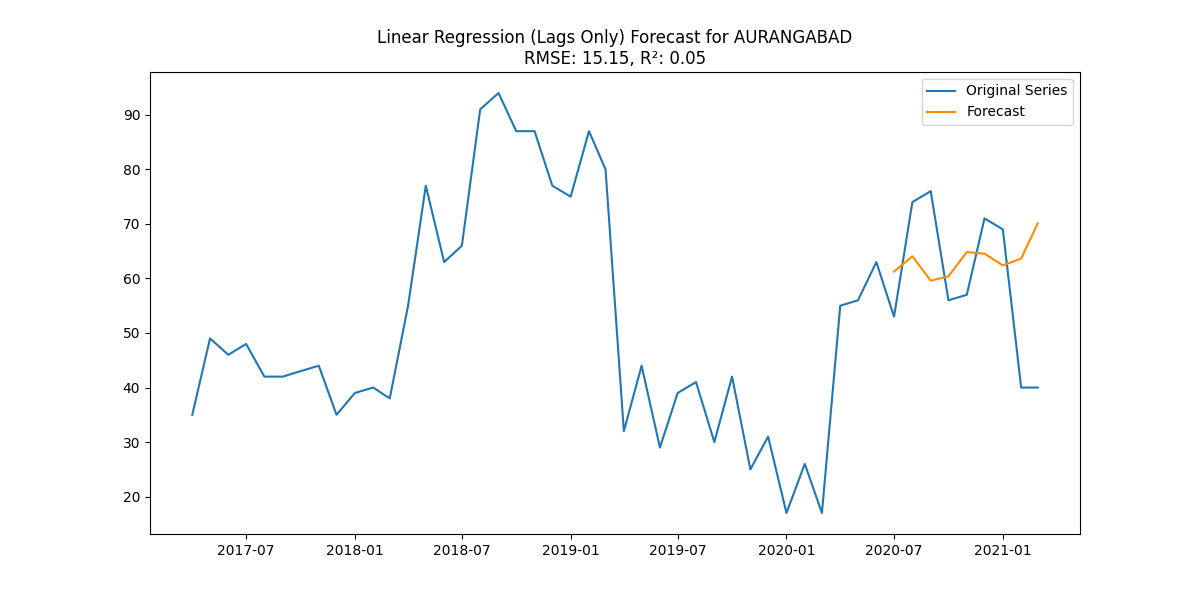 Linear Regression (Lags Only) Forecast for AURANGABAD
RMSE: 15.15, R²: 0.05
Original Series
Forecast
90
80
70
60
50
40
30
20
2017-07 2018-01 2018-07 2019-01 2019-07 2020-01 2020-07 2021-01